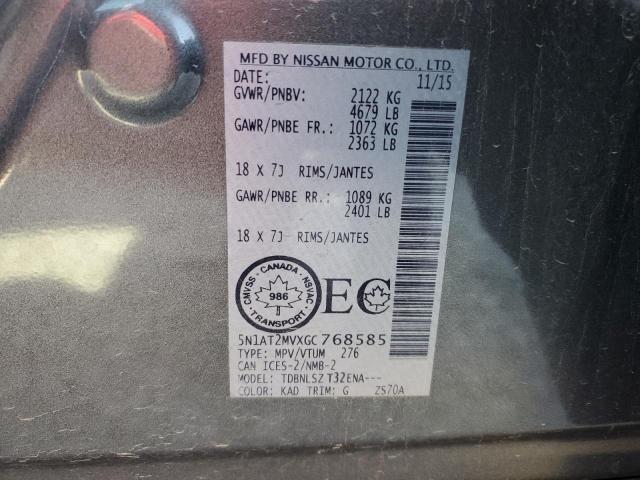 MFD BY NISSAN MOTOR CO., LTD.
DATE: 11/15
GVWR/PNBV: 2122 KG
4679 LB
GAWR/PNBE FR.: 1072 KG
2363 LB
18 X 7J RIMS/JANTES
GAWR/PNBE RR.: 1089 KG
2401 LB
18 X 7J RIMS/JANTES
CMVSS · CANADA · NSVAC
986
TRANSPORT
EC
5N1AT2MVXGC768585
TYPE: MPV/VTUM 276
CAN ICES-2/NMB-2
MODEL: TDBNLSZ T32ENA---
COLOR: KAD TRIM: G ZS70A